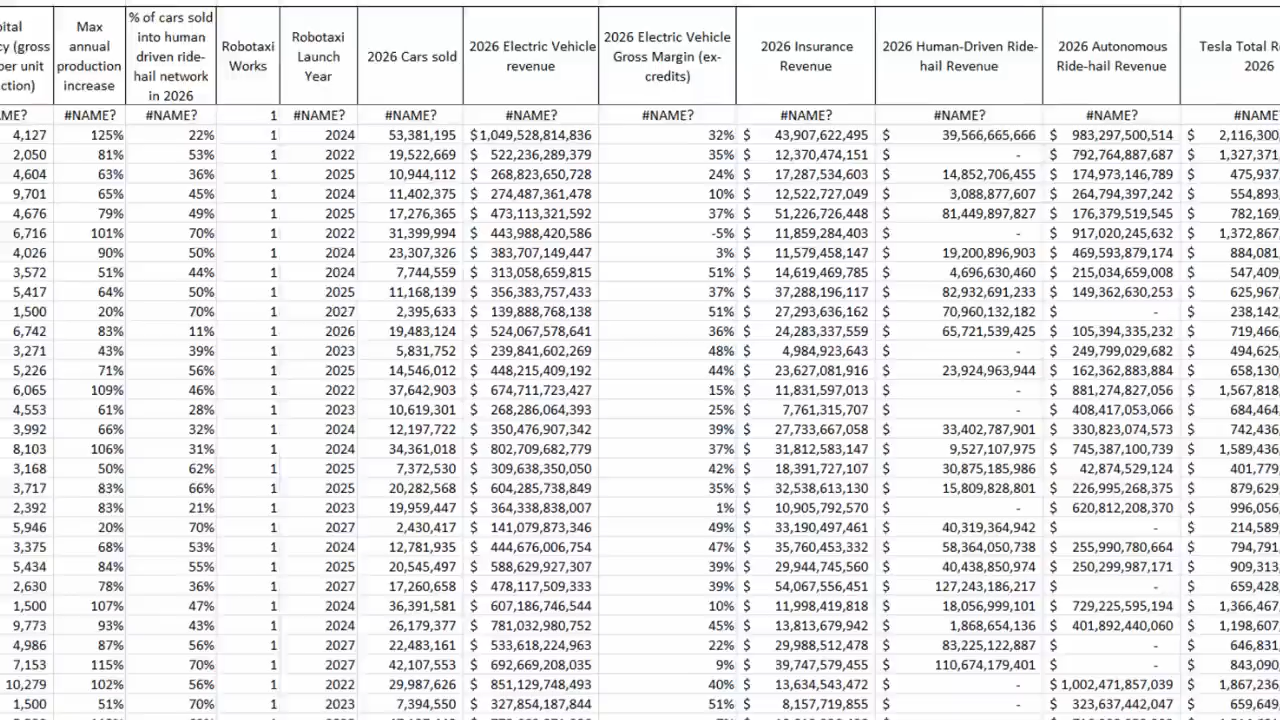 pital cy (gross per unit ction) | Max annual production increase | % of cars sold into human driven ride-hail network in 2026 | Robotaxi Works | Robotaxi Launch Year | 2026 Cars sold | 2026 Electric Vehicle revenue | 2026 Electric Vehicle Gross Margin (ex-credits) | 2026 Insurance Revenue | 2026 Human-Driven Ride-hail Revenue | 2026 Autonomous Ride-hail Revenue | Tesla Total R 2026
AME? #NAME? #NAME? 1 #NAME? #NAME? #NAME? #NAME? #NAME? #NAME? #NAME? #NAM
4,127 125% 22% 1 2024 53,381,195 $1,049,528,814,836 32% $ 43,907,622,495 $ 39,566,665,666 $ 983,297,500,514 $ 2,116,300,
2,050 81% 53% 1 2022 19,522,669 $ 522,236,289,379 35% $ 12,370,474,151 $ - $ 792,764,887,687 $ 1,327,371,
4,604 63% 36% 1 2025 10,944,112 $ 268,823,650,728 24% $ 17,287,534,603 $ 14,852,706,455 $ 174,973,146,789 $ 475,937,
9,701 65% 45% 1 2024 11,402,375 $ 274,487,361,478 10% $ 12,522,727,049 $ 3,088,877,607 $ 264,794,397,242 $ 554,893,
4,676 79% 49% 1 2025 17,276,365 $ 473,113,321,592 37% $ 51,226,726,448 $ 81,449,897,827 $ 176,379,519,545 $ 782,169,
6,716 101% 70% 1 2022 31,399,994 $ 443,988,420,586 -5% $ 11,859,284,403 $ - $ 917,020,245,632 $ 1,372,867,
4,026 90% 50% 1 2024 23,307,326 $ 383,707,149,447 3% $ 11,579,458,147 $ 19,200,896,903 $ 469,593,879,174 $ 884,081,
3,572 51% 44% 1 2024 7,744,559 $ 313,058,659,815 51% $ 14,619,469,785 $ 4,696,630,460 $ 215,034,659,008 $ 547,409,
5,417 64% 50% 1 2025 11,168,139 $ 356,383,757,433 37% $ 37,288,196,117 $ 82,932,691,233 $ 149,362,630,253 $ 625,967,
1,500 20% 70% 1 2027 2,395,633 $ 139,888,768,138 51% $ 27,293,636,162 $ 70,960,132,182 $ - $ 238,142,
6,742 83% 11% 1 2026 19,483,124 $ 524,067,578,641 36% $ 24,283,337,559 $ 65,721,539,425 $ 105,394,335,232 $ 719,466,
3,271 43% 39% 1 2023 5,831,752 $ 239,841,602,269 48% $ 4,984,923,643 $ - $ 249,799,029,682 $ 494,625,
5,226 71% 56% 1 2025 14,546,012 $ 448,215,409,192 44% $ 23,627,081,916 $ 23,924,963,944 $ 162,362,883,884 $ 658,130,
6,065 109% 46% 1 2022 37,642,903 $ 674,711,723,427 15% $ 11,831,597,013 $ - $ 881,274,827,056 $ 1,567,818,
4,553 61% 28% 1 2023 10,619,301 $ 268,286,064,393 25% $ 7,761,315,707 $ - $ 408,417,053,066 $ 684,464,
3,992 66% 32% 1 2024 12,197,722 $ 350,476,907,342 39% $ 27,733,667,058 $ 33,402,787,901 $ 330,823,074,573 $ 742,436,
8,103 106% 31% 1 2024 34,361,018 $ 802,709,682,779 37% $ 31,812,583,147 $ 9,527,107,975 $ 745,387,100,739 $ 1,589,436,
3,168 50% 62% 1 2025 7,372,530 $ 309,638,350,050 42% $ 18,391,727,107 $ 30,875,185,986 $ 42,874,529,124 $ 401,779,
3,717 83% 66% 1 2025 20,282,568 $ 604,285,738,849 35% $ 32,538,613,130 $ 15,809,828,801 $ 226,995,268,375 $ 879,629,
2,392 83% 21% 1 2023 19,959,447 $ 364,338,838,007 1% $ 10,905,792,570 $ - $ 620,812,208,370 $ 996,056,
5,946 20% 70% 1 2027 2,430,417 $ 141,079,873,346 49% $ 33,190,497,461 $ 40,319,364,942 $ - $ 214,589,
3,375 68% 53% 1 2024 12,781,935 $ 444,676,006,754 47% $ 35,760,453,332 $ 58,364,050,738 $ 255,990,780,664 $ 794,791,
5,434 84% 55% 1 2025 20,545,497 $ 588,629,927,307 39% $ 29,944,745,560 $ 40,438,850,974 $ 250,299,987,171 $ 909,313,
2,630 78% 36% 1 2027 17,260,658 $ 478,117,509,333 39% $ 54,067,556,451 $ 127,243,186,217 $ - $ 659,428,
1,500 107% 47% 1 2024 36,391,581 $ 607,186,746,544 10% $ 11,998,419,818 $ 18,056,999,101 $ 729,225,595,194 $ 1,366,467,
9,773 93% 43% 1 2024 26,179,377 $ 781,032,980,752 45% $ 13,813,679,942 $ 1,868,654,136 $ 401,892,440,060 $ 1,198,607,
4,986 87% 56% 1 2027 22,483,161 $ 533,618,224,963 22% $ 29,988,512,478 $ 83,225,122,887 $ - $ 646,831,
7,153 115% 70% 1 2027 42,107,553 $ 692,669,208,035 9% $ 39,747,579,455 $ 110,674,179,401 $ - $ 843,090,
10,279 102% 56% 1 2022 29,987,626 $ 851,129,748,493 40% $ 13,634,543,472 $ - $ 1,002,471,857,039 $ 1,867,236,
1,500 51% 70% 1 2023 7,394,550 $ 327,854,187,844 51% $ 8,157,719,855 $ - $ 323,637,442,047 $ 659,649,